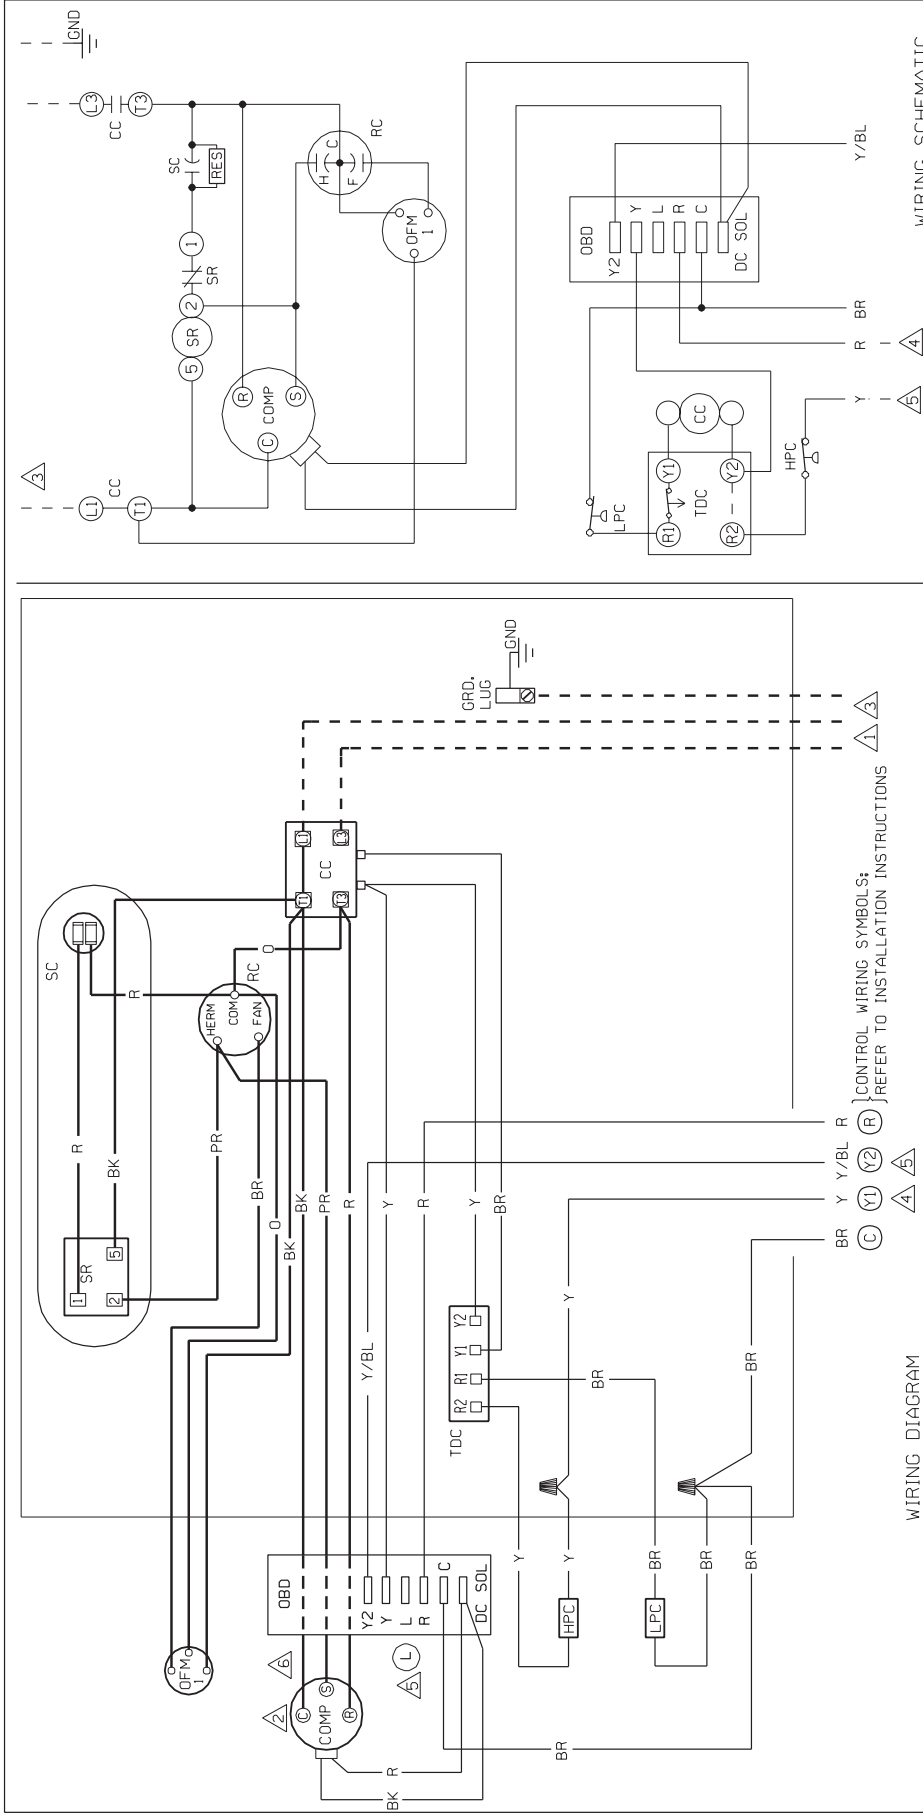 SC
SR
1
2
5
R
BK
R
OFM
1
HERM
COM
FAN
RC
PR
BR
O
BK
O
OBD
Y2
Y
L
R
C
DC SOL
6
2
5
L
COMP
C
S
R
BK
PR
R
T1
L1
T3
L3
CC
Y/BL
Y
R
Y
BR
R
BK
TDC
R2
R1
Y1
Y2
GRD.
LUG
GND
Y
Y
Y
HPC
BR
BR
LPC
BR
BR
BR
BR
BR
Y
Y/BL
R
C
Y1
Y2
R
4
5
CONTROL WIRING SYMBOLS:
REFER TO INSTALLATION INSTRUCTIONS
1
3
WIRING DIAGRAM
GND
3
L1
CC
T1
L3
CC
T3
5
SR
2
SR
1
SC
RES
COMP
C
R
S
H
C
F
RC
OFM
1
OBD
Y2
Y
L
R
C
DC SOL
LPC
R1
Y1
TDC
R2
Y2
CC
HPC
Y
R
BR
Y/BL
5
4
WIRING SCHEMATIC